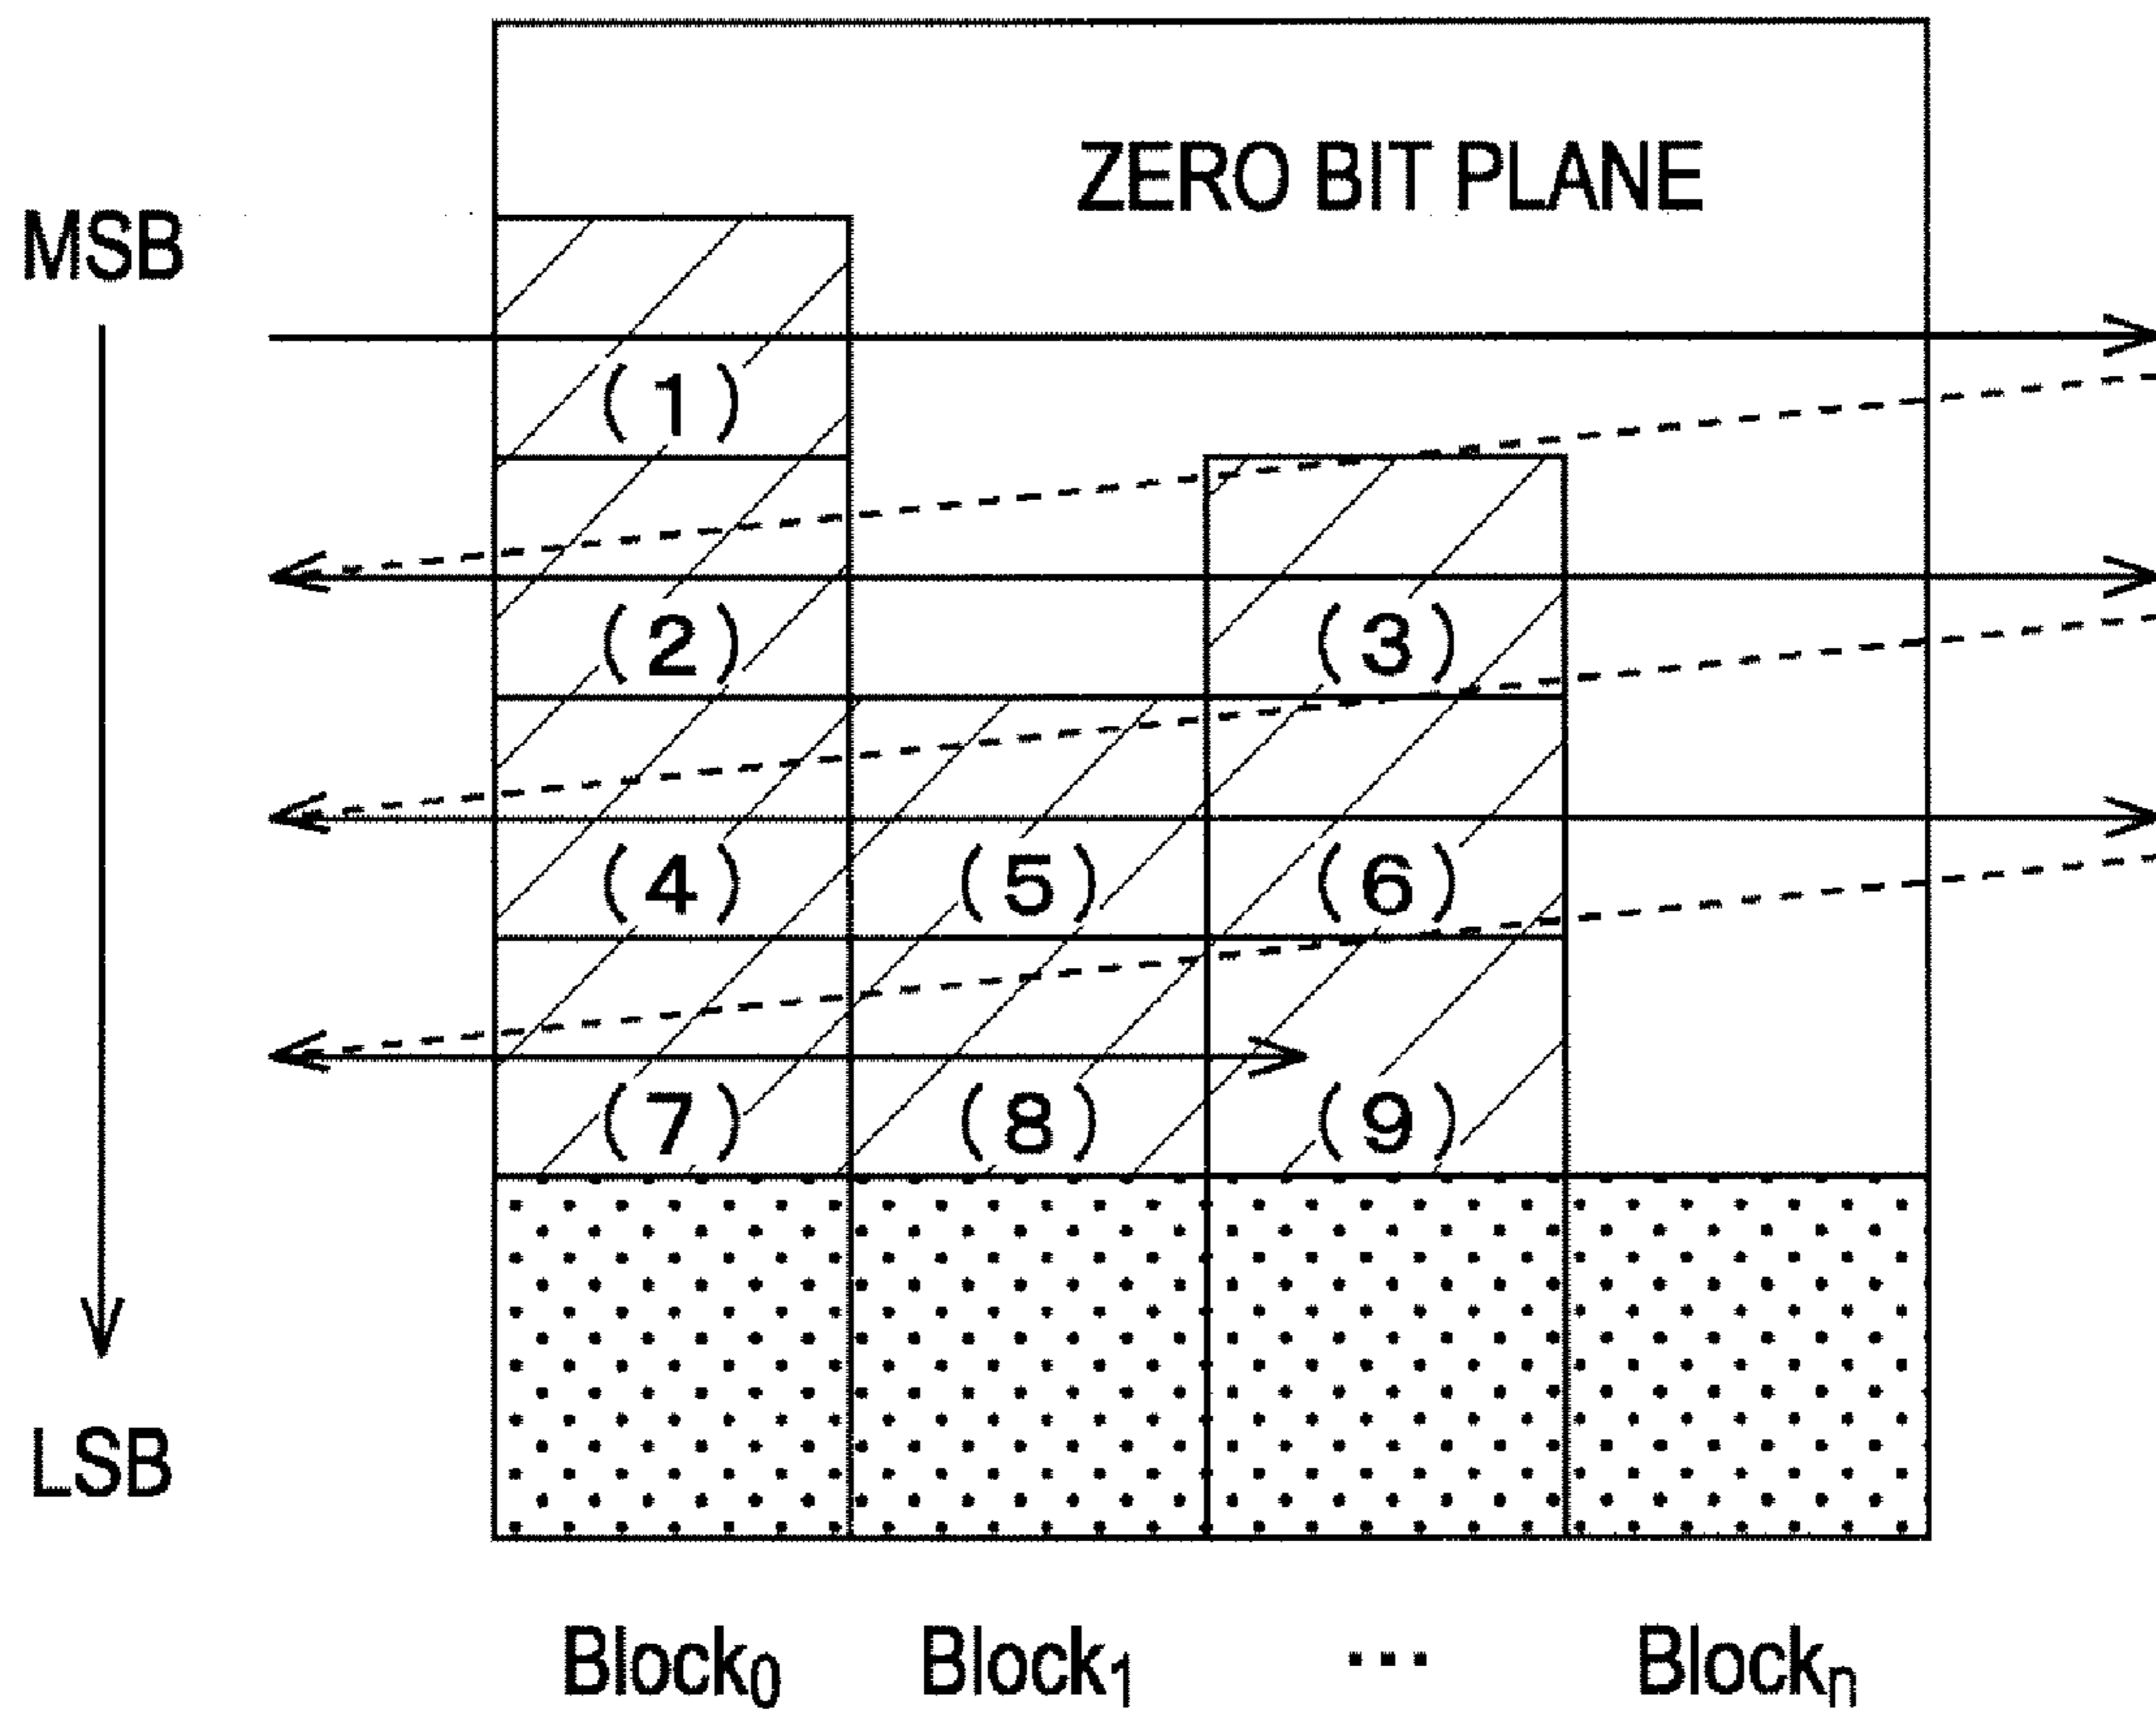 ZERO BIT PLANE
MSB
(1)
(2) (3)
(4) (5) (6)
(7) (8) (9)
LSB
Block₀ Block₁ ... Blockₙ